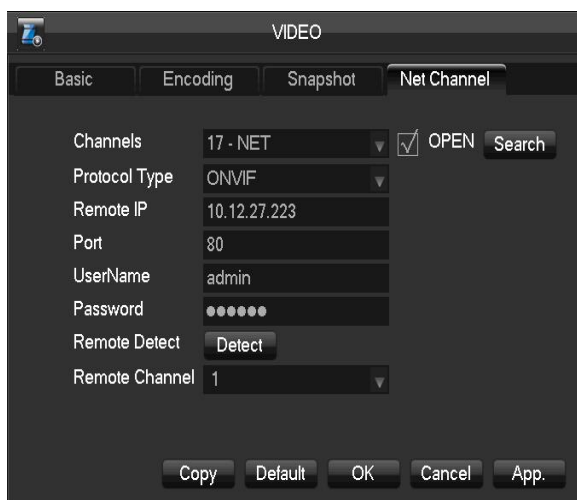 VIDEO
Basic Encoding Snapshot Net Channel
Channels 17 - NET OPEN Search
Protocol Type ONVIF
Remote IP 10.12.27.223
Port 80
UserName admin
Password ●●●●●●
Remote Detect Detect
Remote Channel 1
Copy Default OK Cancel App.